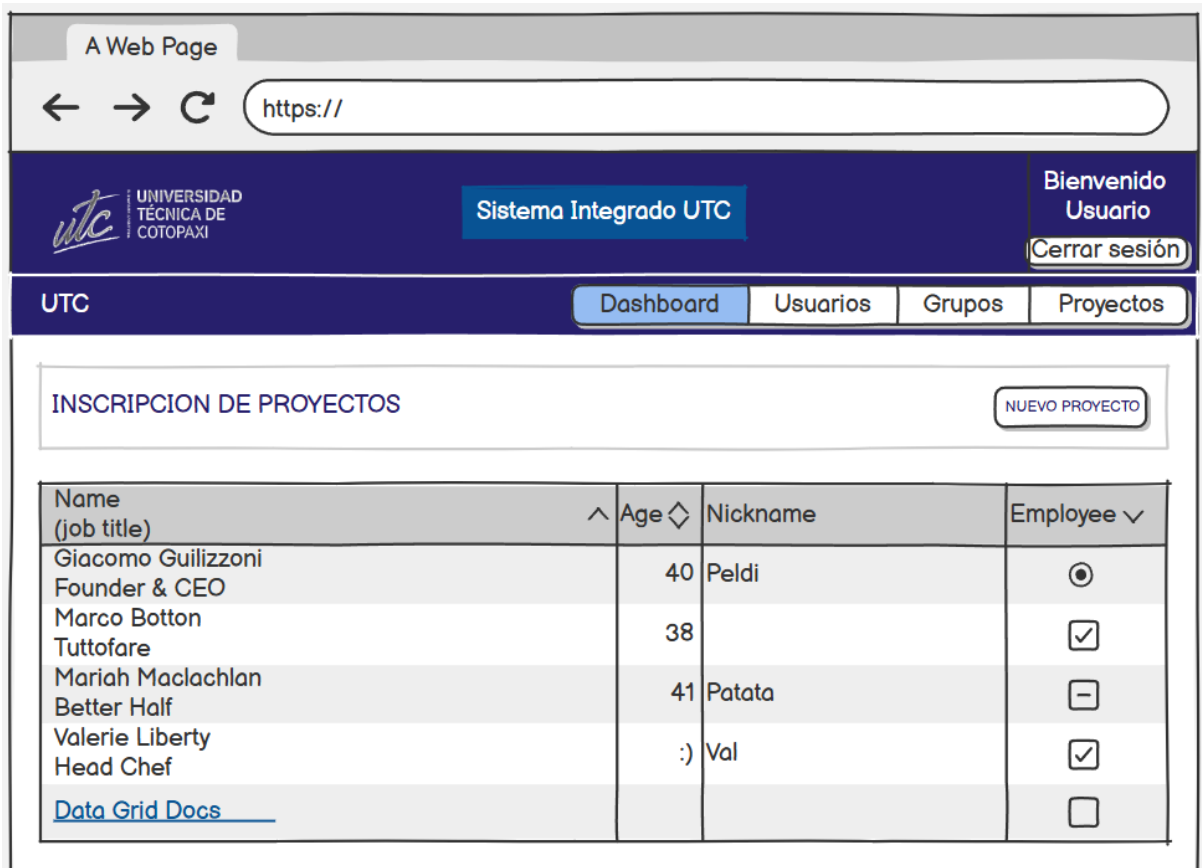 A Web Page
https://
utc
UNIVERSIDAD
TÉCNICA DE
COTOPAXI
Sistema Integrado UTC
Bienvenido
Usuario
Cerrar sesión
UTC
Dashboard
Usuarios
Grupos
Proyectos
INSCRIPCION DE PROYECTOS
NUEVO PROYECTO
Name
(job title)
Age
Nickname
Employee
Giacomo Guilizzoni
Founder & CEO
40
Peldi
Marco Botton
Tuttofare
38
Mariah Maclachlan
Better Half
41
Patata
Valerie Liberty
Head Chef
:)
Val
Data Grid Docs